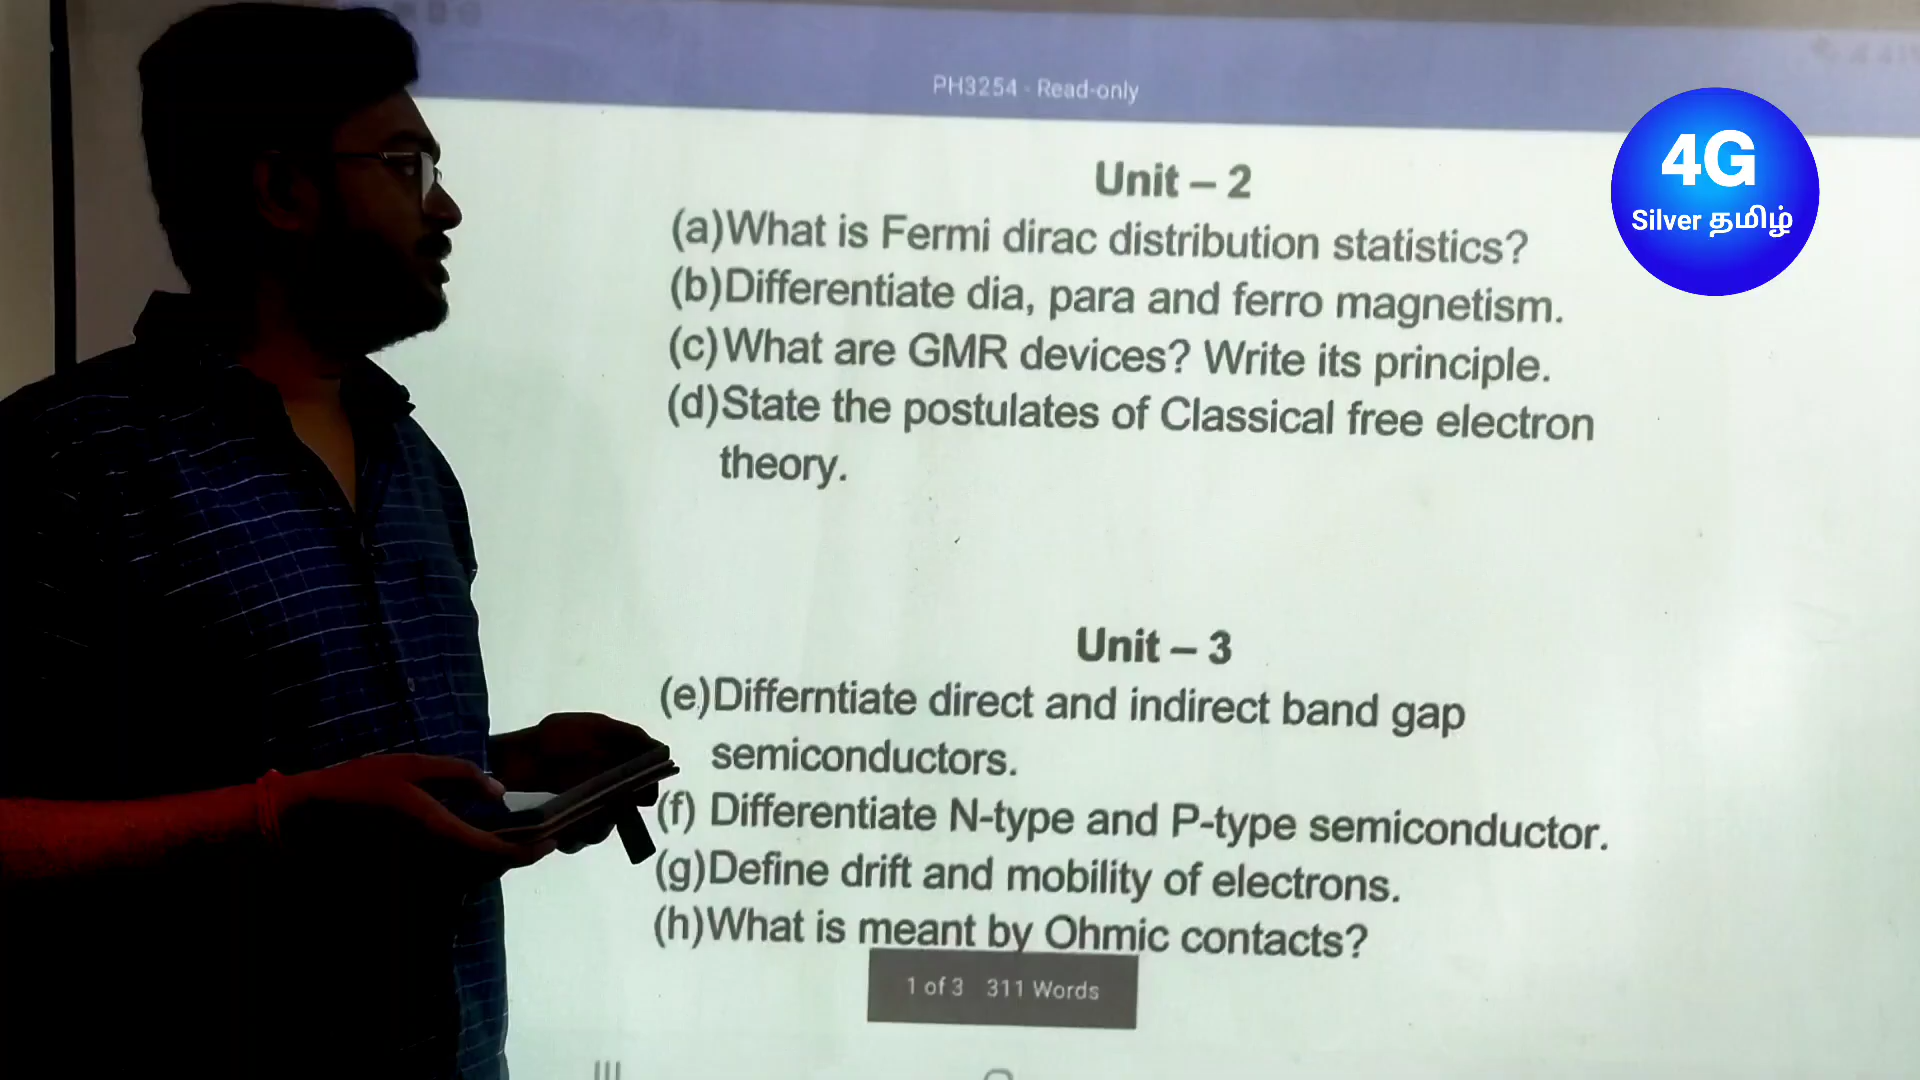 PH3254 - Read-only
4G
Silver தமிழ்
Unit – 2
(a)What is Fermi dirac distribution statistics?
(b)Differentiate dia, para and ferro magnetism.
(c)What are GMR devices? Write its principle.
(d)State the postulates of Classical free electron
theory.
Unit – 3
(e)Differntiate direct and indirect band gap
semiconductors.
(f) Differentiate N-type and P-type semiconductor.
(g)Define drift and mobility of electrons.
(h)What is meant by Ohmic contacts?
1 of 3 311 Words